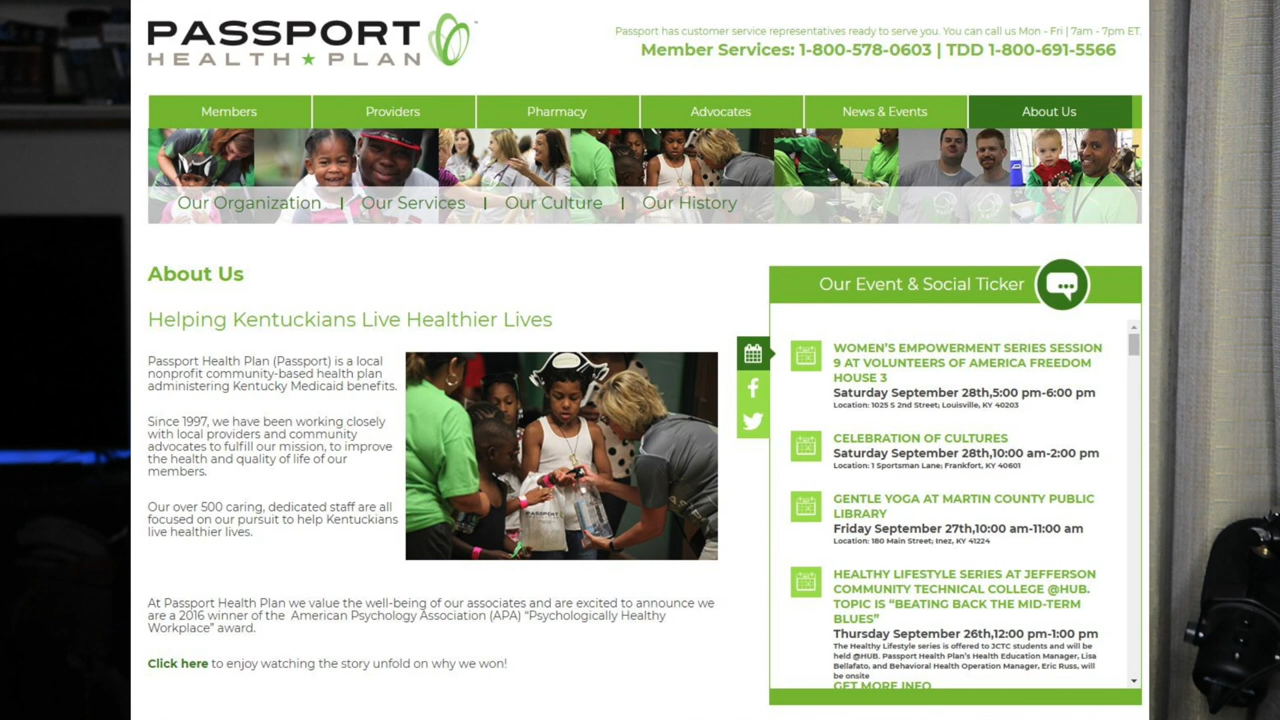 PASSPORT
HEALTH PLAN
Passport has customer service representatives ready to serve you. You can call us Mon - Fri | 7am - 7pm ET.
Member Services: 1-800-578-0603 | TDD 1-800-691-5566
Members
Providers
Pharmacy
Advocates
News & Events
About Us
Our Organization | Our Services | Our Culture | Our History
About Us
Helping Kentuckians Live Healthier Lives
Passport Health Plan (Passport) is a local
nonprofit community-based health plan
administering Kentucky Medicaid benefits.
Since 1997, we have been working closely
with local providers and community
advocates to fulfill our mission, to improve
the health and quality of life of our
members.
Our over 500 caring, dedicated staff are all
focused on our pursuit to help Kentuckians
live healthier lives.
PASSPORT
At Passport Health Plan we value the well-being of our associates and are excited to announce we
are a 2016 winner of the American Psychology Association (APA) "Psychologically Healthy
Workplace" award.
Click here to enjoy watching the story unfold on why we won!
Our Event & Social Ticker
WOMEN'S EMPOWERMENT SERIES SESSION
9 AT VOLUNTEERS OF AMERICA FREEDOM
HOUSE 3
Saturday September 28th,5:00 pm-6:00 pm
Location: 1025 S 2nd Street; Louisville, KY 40203
CELEBRATION OF CULTURES
Saturday September 28th,10:00 am-2:00 pm
Location: 1 Sportsman Lane; Frankfort, KY 40601
GENTLE YOGA AT MARTIN COUNTY PUBLIC
LIBRARY
Friday September 27th,10:00 am-11:00 am
Location: 180 Main Street; Inez, KY 41224
HEALTHY LIFESTYLE SERIES AT JEFFERSON
COMMUNITY TECHNICAL COLLEGE @HUB.
TOPIC IS "BEATING BACK THE MID-TERM
BLUES"
Thursday September 26th,12:00 pm-1:00 pm
The Healthy Lifestyle series is offered to JCTC students and will be
held @HUB. Passport Health Plan's Health Education Manager, Lisa
Bellafato, and Behavioral Health Operation Manager, Eric Russ, will
be onsite
GET MORE INFO